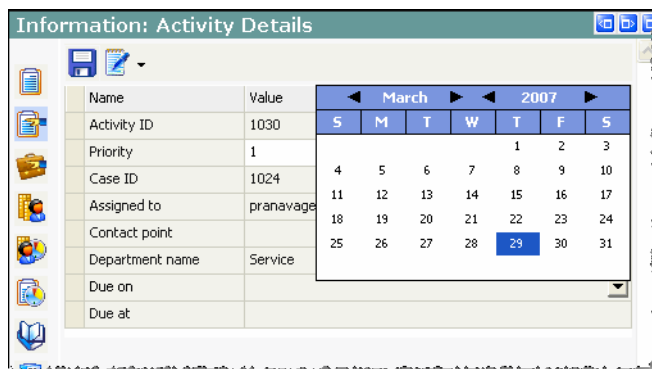 Information: Activity Details
Name Value
Activity ID 1030
Priority 1
Case ID 1024
Assigned to pranavage
Contact point
Department name Service
Due on
Due at
March 2007
S M T W T F S
1 2 3
4 5 6 7 8 9 10
11 12 13 14 15 16 17
18 19 20 21 22 23 24
25 26 27 28 29 30 31